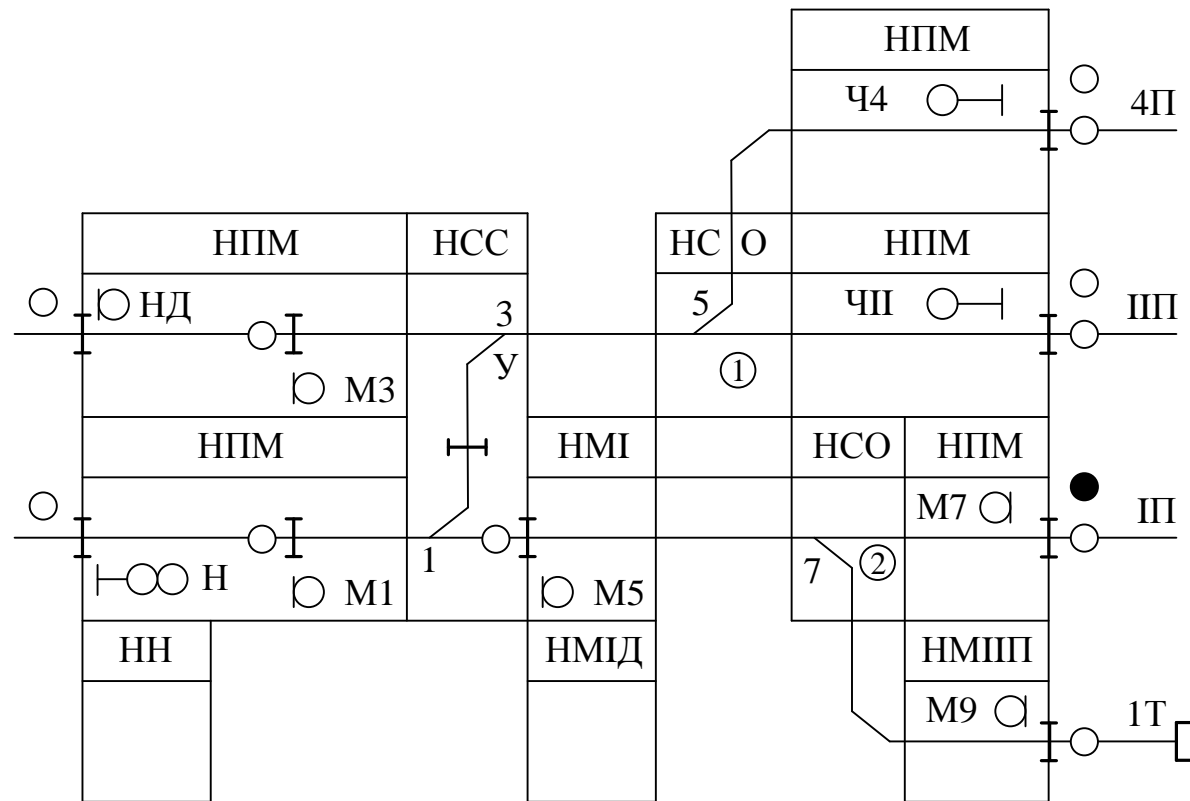 НПМ
Ч4
4П
НПМ
НСС
НС О
НПМ
НД
3
5
ЧII
IIП
У
М3
1
НПМ
НМI
НСО
НПМ
М7
IП
Н
М1
1
М5
7
2
НН
НМIД
НМIIП
М9
1Т